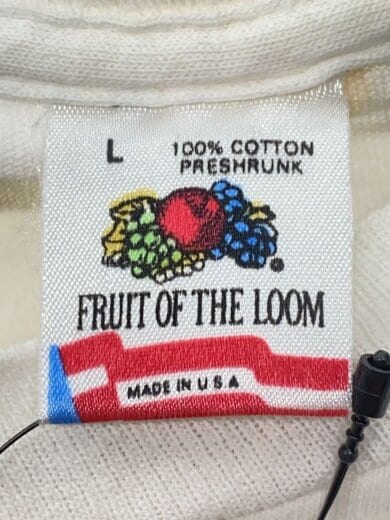 L
100% COTTON
PRESHRUNK
®
FRUIT OF THE LOOM
MADE IN U S A